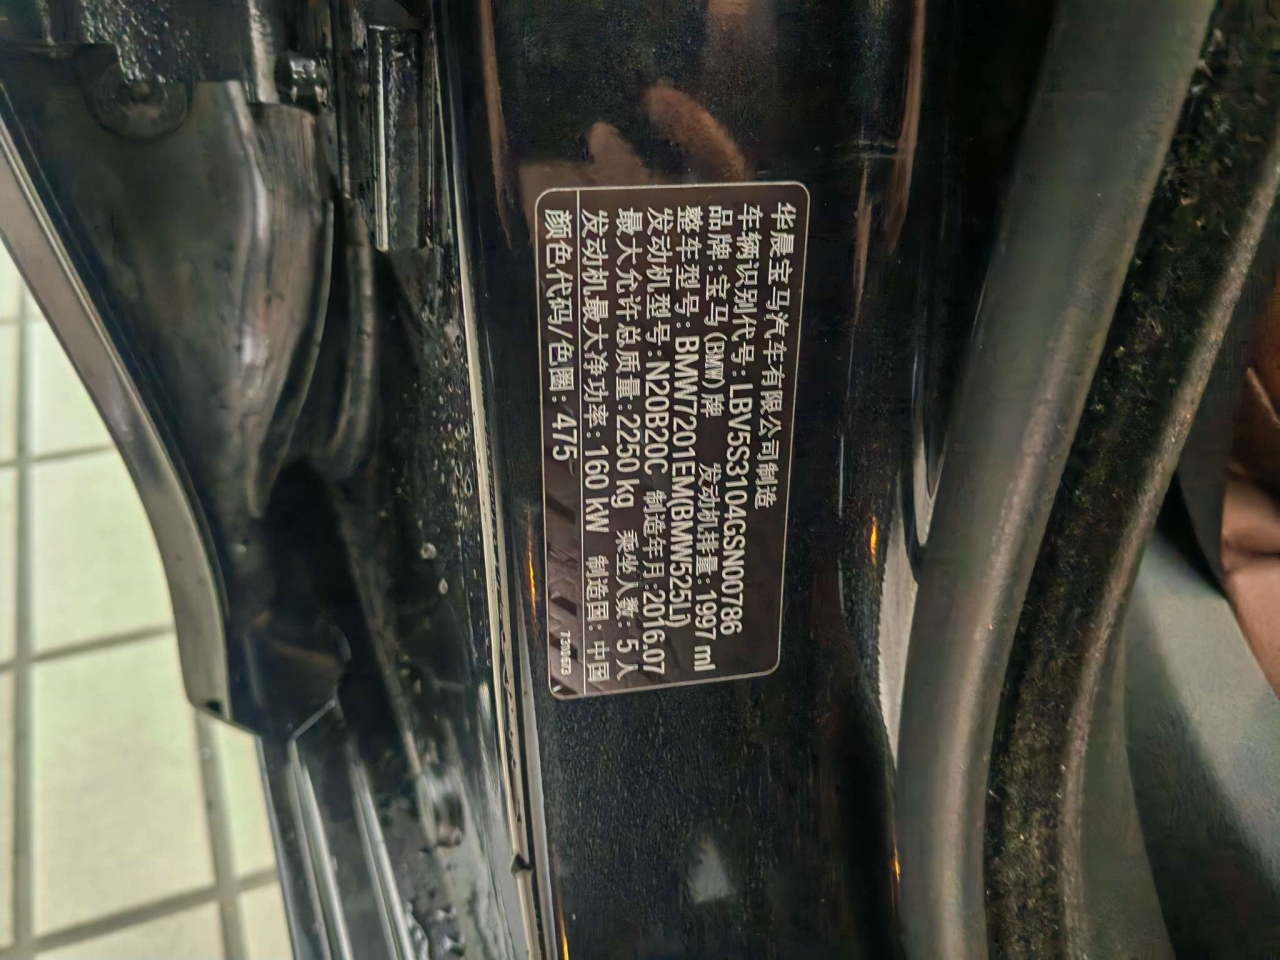 华晨宝马汽车有限公司制造
车辆识别代号:LBV5S3104GSN00786
品牌:宝马(BMW)牌 发动机排量:1997 ml
整车型号:BMW7201EM(BMW525Li)
发动机型号:N20B20C 制造年月:2016.07
最大允许总质量:2250 kg 乘坐人数:5人
发动机最大净功率:160 kW 制造国:中国
颜色代码/色圈:475